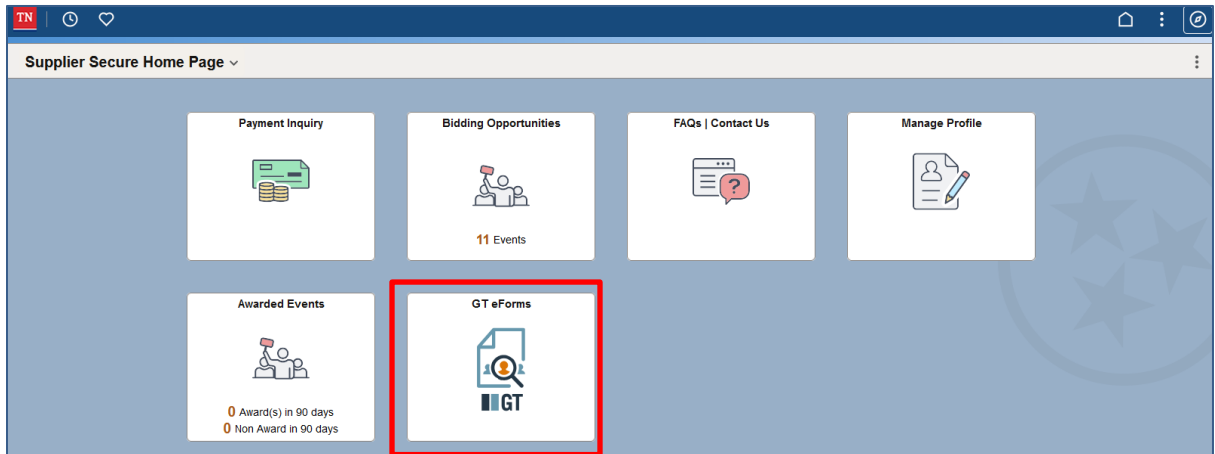 TN
Supplier Secure Home Page
Payment Inquiry
Bidding Opportunities
11 Events
FAQs | Contact Us
?
Manage Profile
Awarded Events
0 Award(s) in 90 days
0 Non Award in 90 days
GT eForms
GT